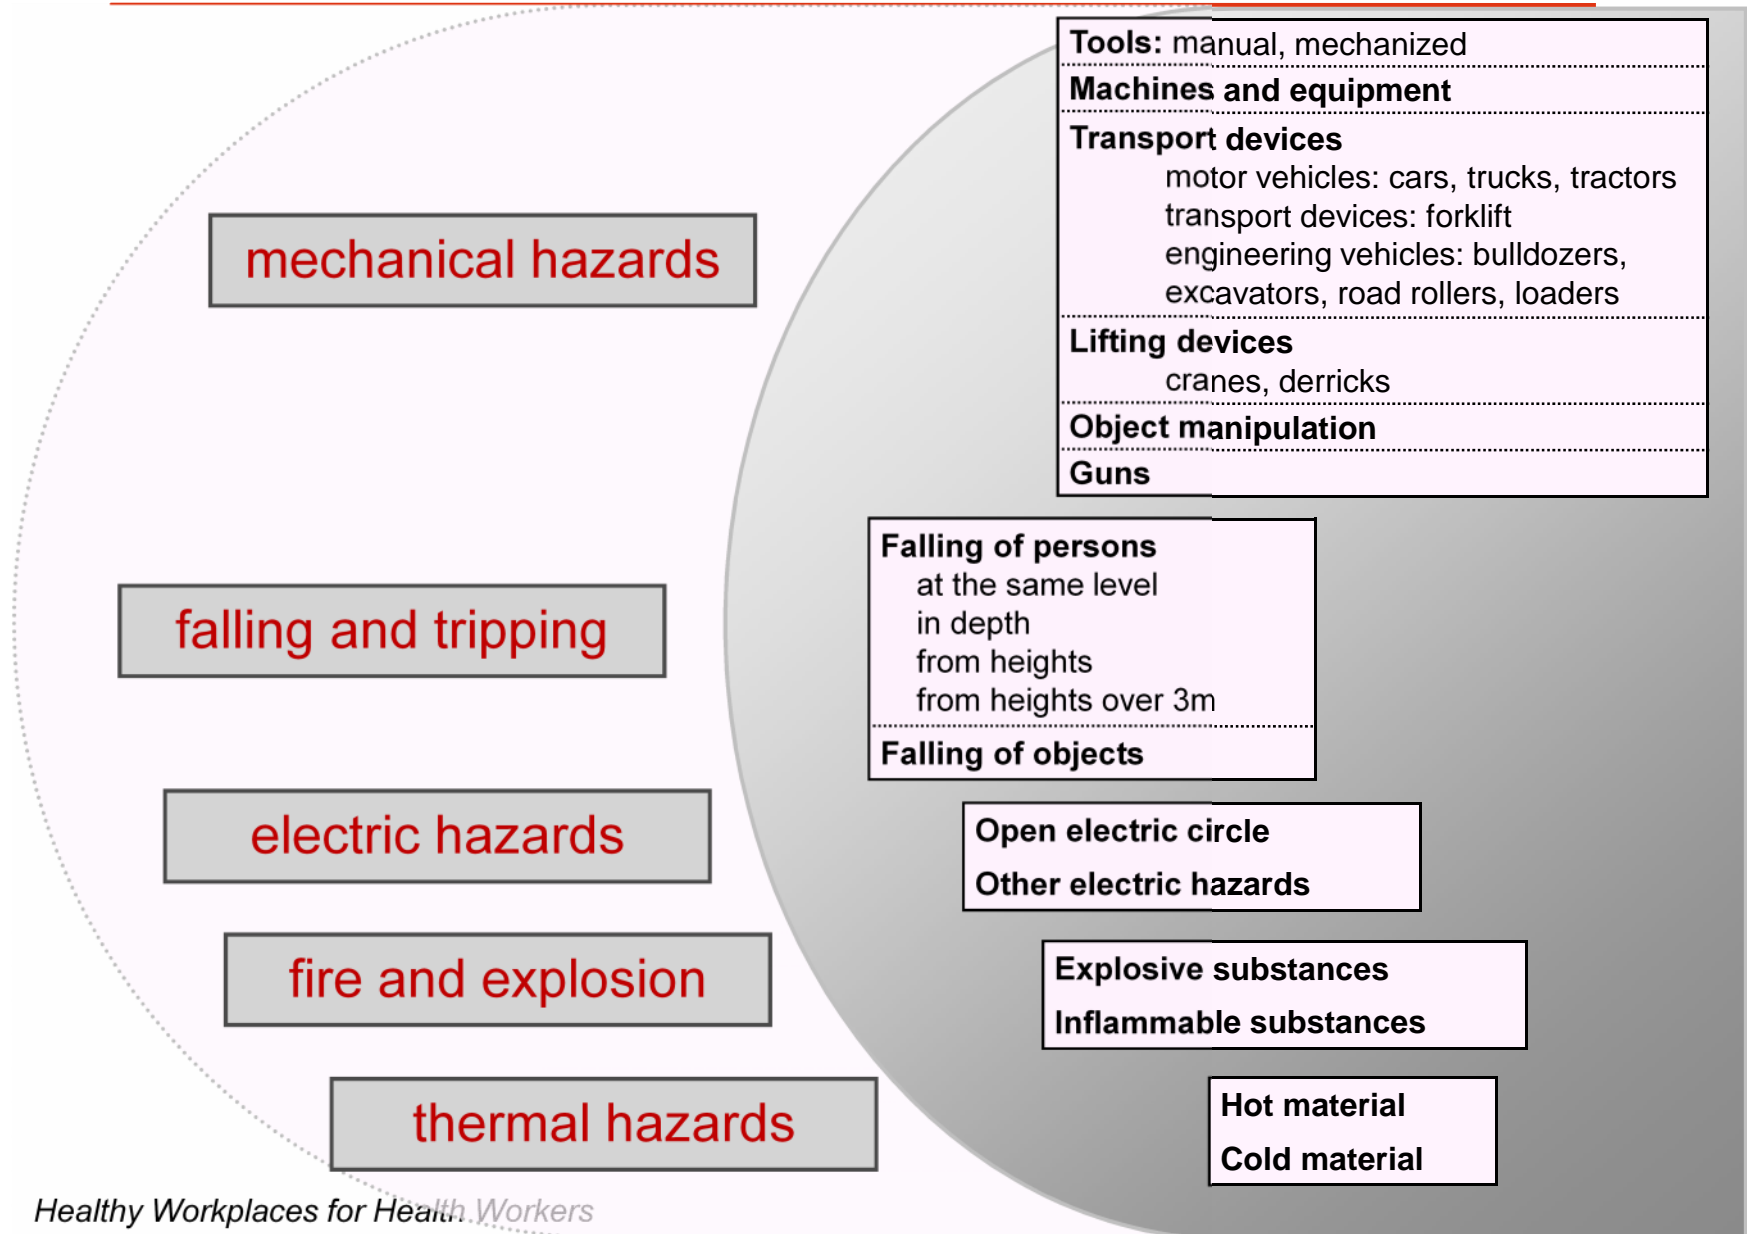 Tools: manual, mechanized
Machines and equipment
Transport devices
motor vehicles: cars, trucks, tractors
transport devices: forklift
engineering vehicles: bulldozers,
excavators, road rollers, loaders
Lifting devices
cranes, derricks
Object manipulation
Guns
mechanical hazards
Falling of persons
at the same level
in depth
from heights
from heights over 3m
Falling of objects
falling and tripping
electric hazards
Open electric circle
Other electric hazards
fire and explosion
Explosive substances
Inflammable substances
thermal hazards
Hot material
Cold material
Healthy Workplaces for Health Workers